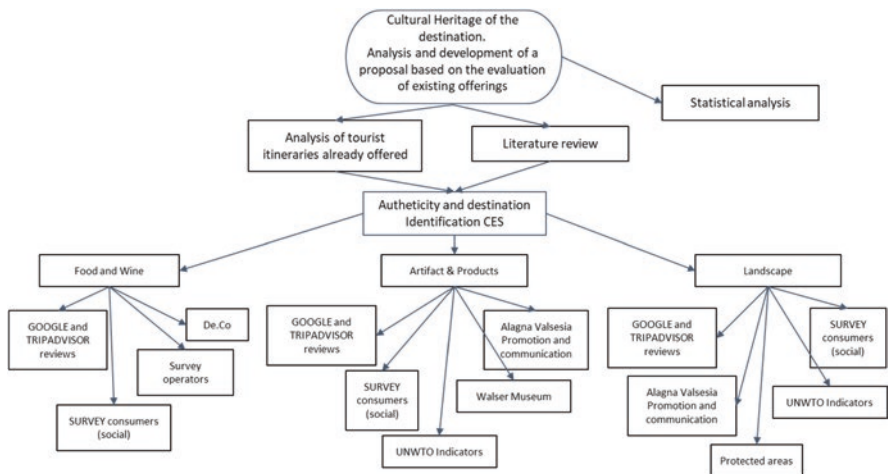 Cultural Heritage of the
destination.
Analysis and development of a
proposal based on the evaluation
of existing offerings
Statistical analysis
Analysis of tourist
itineraries already offered
Literature review
Autheticity and destination
Identification CES
Food and Wine
Artifact & Products
Landscape
GOOGLE and
TRIPADVISOR
reviews
De.Co
Survey
operators
SURVEY consumers
(social)
GOOGLE and
TRIPADVISOR
reviews
Alagna Valsesia
Promotion and
communication
SURVEY
consumers
(social)
Walser Museum
UNWTO Indicators
GOOGLE and
TRIPADVISOR
reviews
SURVEY
consumers
(social)
Alagna Valsesia
Promotion and
communication
UNWTO Indicators
Protected areas